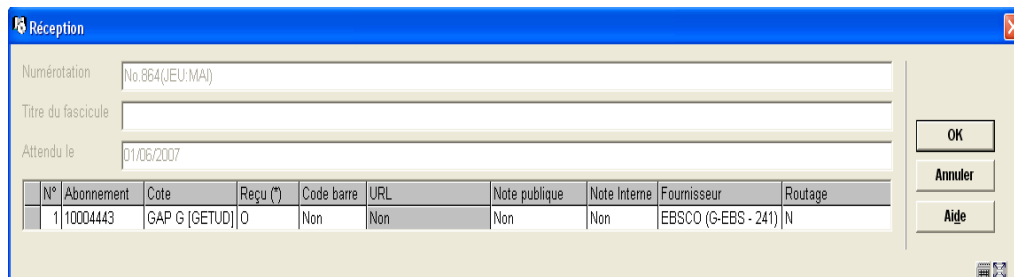 Réception
Numérotation No.864(JEU:MAI)
Titre du fascicule
Attendu le 01/06/2007
OK
Annuler
Aide
N° Abonnement Cote Reçu (*) Code barre URL Note publique Note Interne Fournisseur Routage
1 10004443 GAP G [GETUD] O Non Non Non Non EBSCO (G-EBS - 241) N